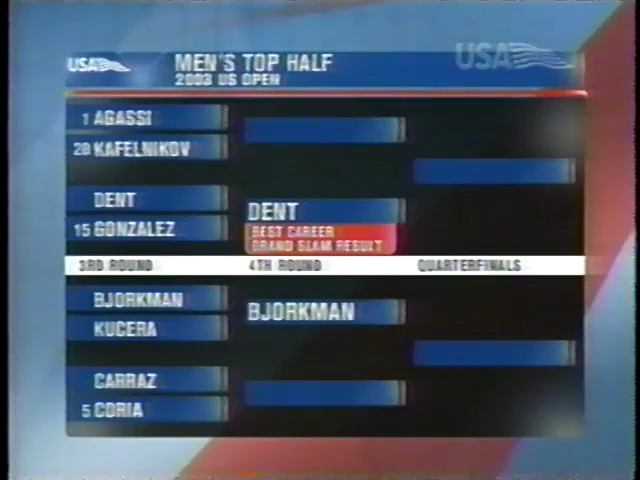 USA
MEN'S TOP HALF
USA
2003 US OPEN
1 AGASSI
28 KAFELNIKOV
DENT
DENT
15 GONZALEZ
BEST CAREER
GRAND SLAM RESULT
3RD ROUND
4TH ROUND
QUARTERFINALS
BJORKMAN
BJORKMAN
KUCERA
CARRAZ
5 CORIA